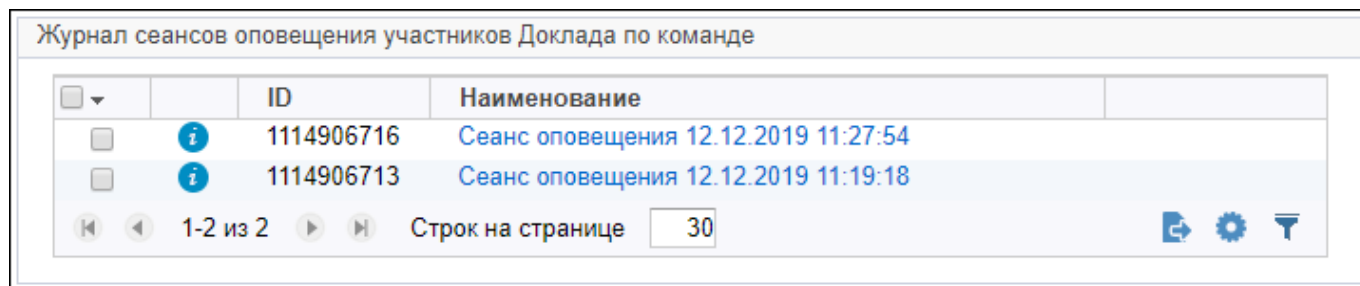 Журнал сеансов оповещения участников Доклада по команде
ID Наименование
1114906716 Сеанс оповещения 12.12.2019 11:27:54
1114906713 Сеанс оповещения 12.12.2019 11:19:18
1-2 из 2 Строк на странице 30